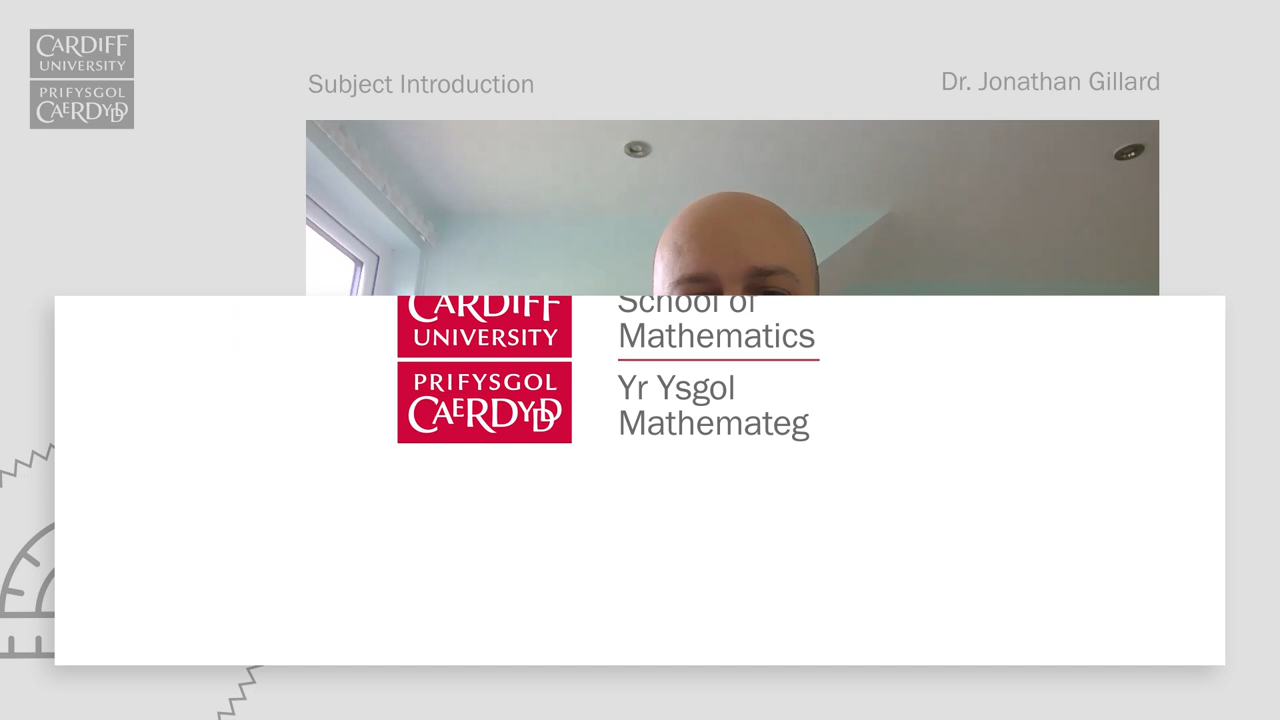 CARDIFF
UNIVERSITY
PRIFYSGOL
CAERDYDD
Subject Introduction
Dr. Jonathan Gillard
CARDIFF
UNIVERSITY
PRIFYSGOL
CAERDYDD
School of
Mathematics
Yr Ysgol
Mathemateg